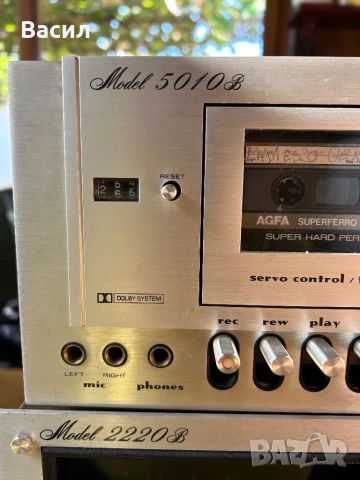 Васил
Model 5010B
RESET
AGFA SUPERFERRO
SUPER HARD PER
DOLBY SYSTEM
servo control /
rec rew play
LEFT RIGHT
mic phones
Model 2220B
BAZAR